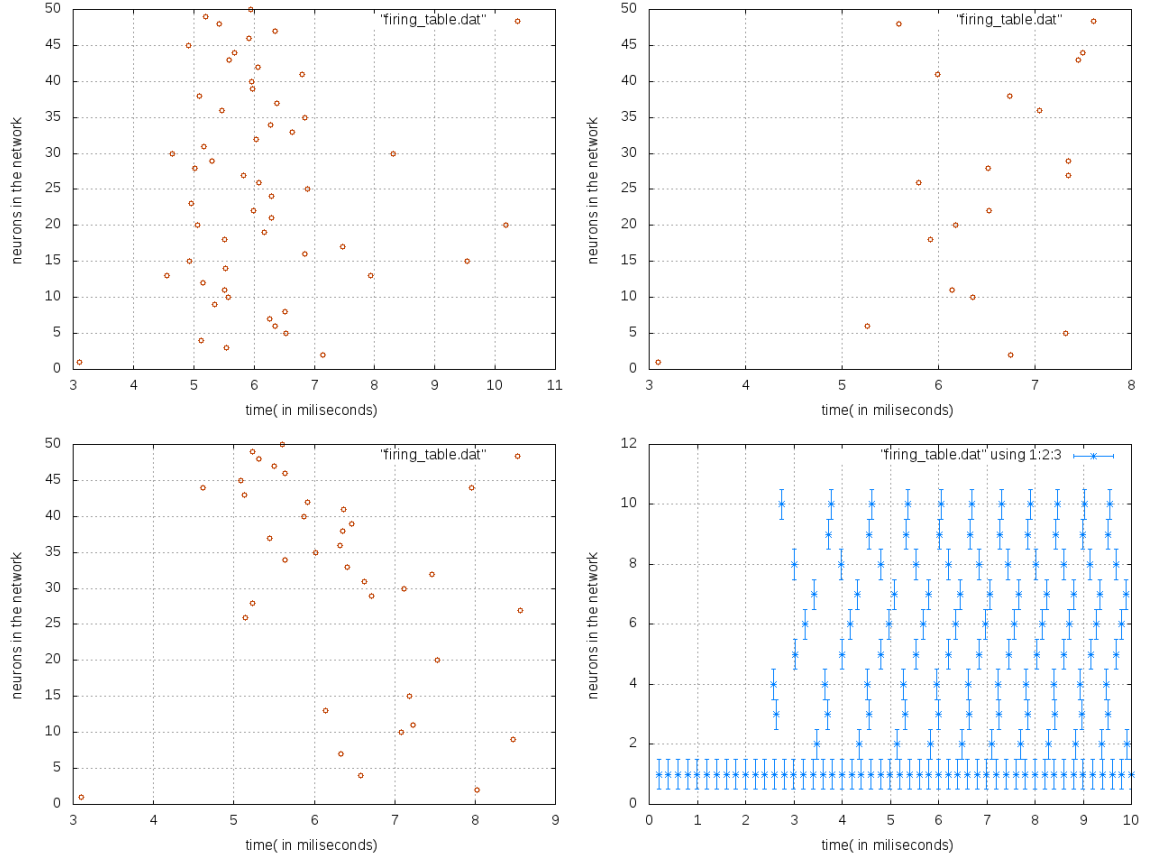 "firing_table.dat"
50
45
40
35
30
25
20
15
10
5
0
neurons in the network
3 4 5 6 7 8 9 10 11
time( in miliseconds)
"firing_table.dat"
50
45
40
35
30
25
20
15
10
5
0
neurons in the network
3 4 5 6 7 8
time( in miliseconds)
"firing_table.dat"
50
45
40
35
30
25
20
15
10
5
0
neurons in the network
3 4 5 6 7 8 9
time( in miliseconds)
"firing_table.dat" using 1:2:3
12
10
8
6
4
2
0
neurons in the network
0 1 2 3 4 5 6 7 8 9 10
time( in miliseconds)